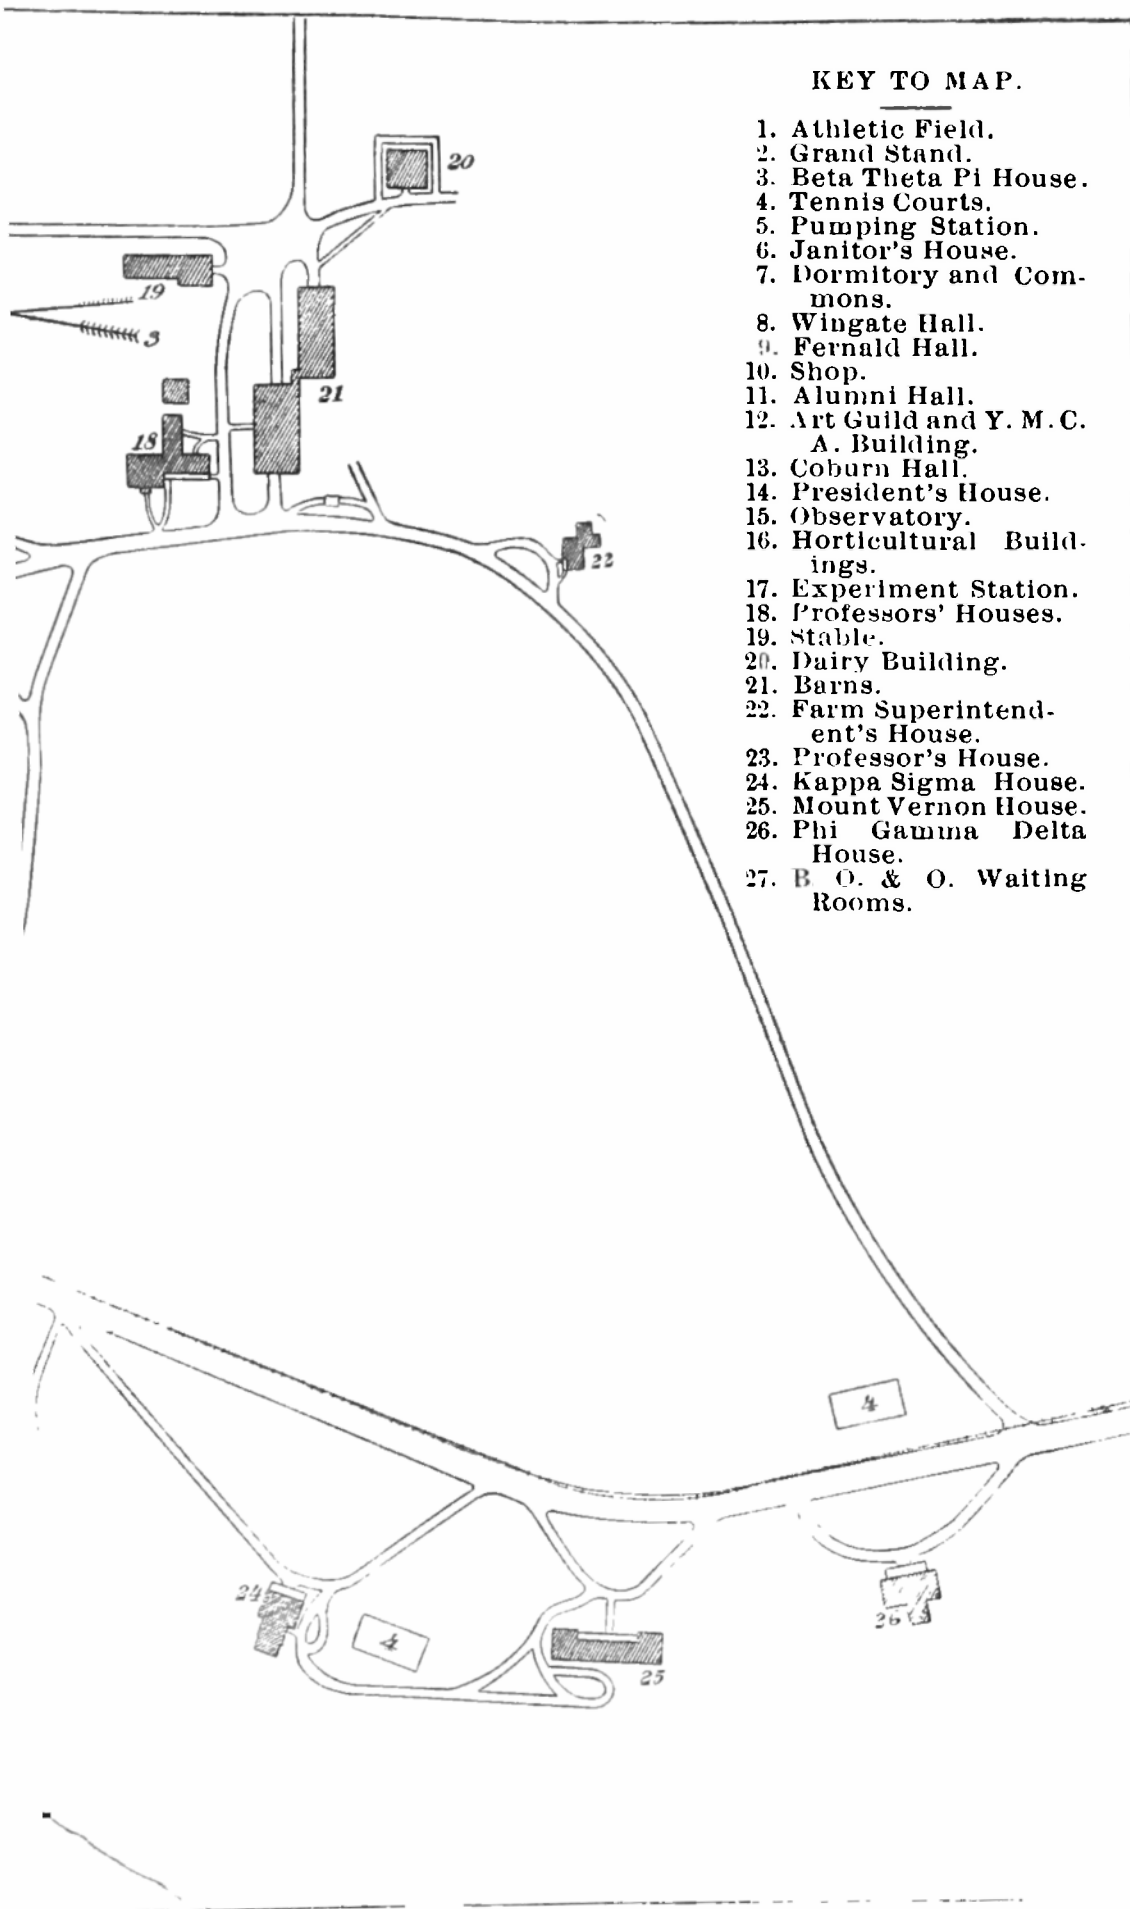 KEY TO MAP.
1. Athletic Field.
2. Grand Stand.
3. Beta Theta Pi House.
4. Tennis Courts.
5. Pumping Station.
6. Janitor's House.
7. Dormitory and Com-
mons.
8. Wingate Hall.
9. Fernald Hall.
10. Shop.
11. Alumni Hall.
12. Art Guild and Y. M. C.
A. Building.
13. Coburn Hall.
14. President's House.
15. Observatory.
16. Horticultural Build-
ings.
17. Experiment Station.
18. Professors' Houses.
19. Stable.
20. Dairy Building.
21. Barns.
22. Farm Superintend-
ent's House.
23. Professor's House.
24. Kappa Sigma House.
25. Mount Vernon House.
26. Phi Gamma Delta
House.
27. B. O. & O. Waiting
Rooms.
20
19
3
21
18
22
4
24
4
26
25